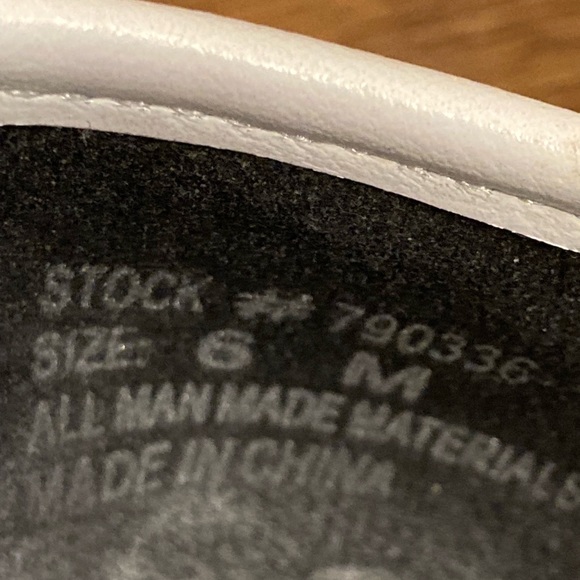 STOCK # 790336
SIZE: 6 M
ALL MAN MADE MATERIALS
MADE IN CHINA